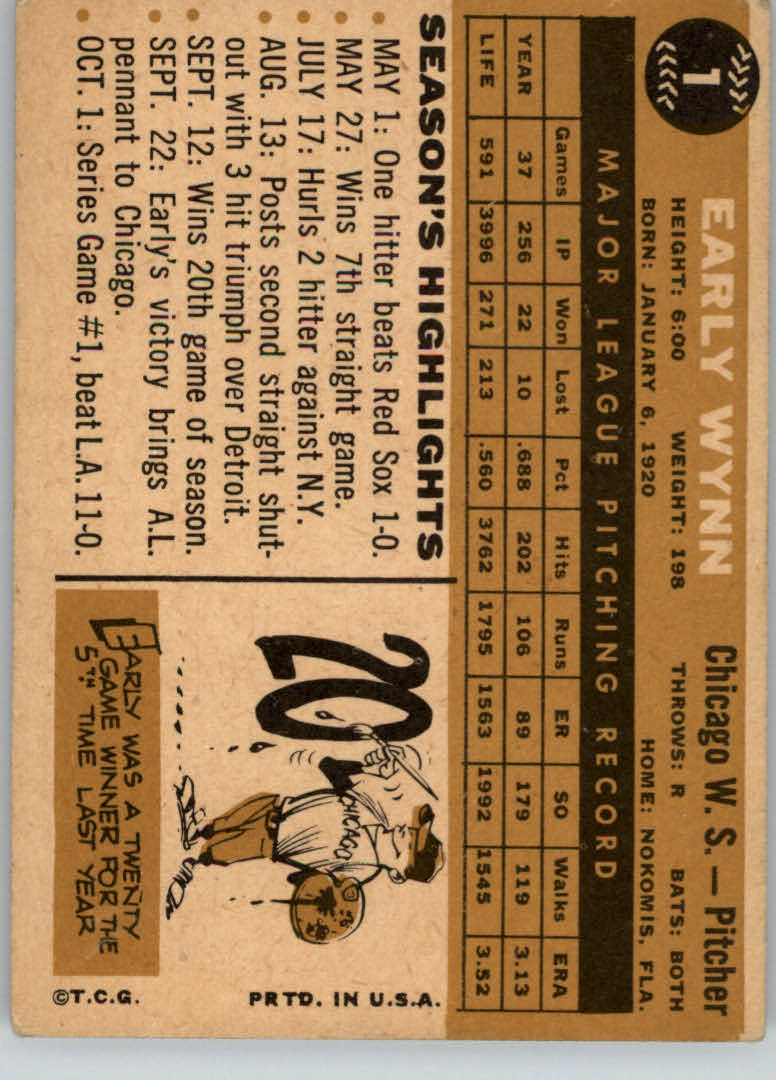 1
EARLY WYNN
Chicago W. S. — Pitcher
HEIGHT: 6:00 WEIGHT: 198 THROWS: R BATS: BOTH
BORN: JANUARY 6, 1920 HOME: NOKOMIS, FLA.
MAJOR LEAGUE PITCHING RECORD
Games IP Won Lost Pct Hits Runs ER SO Walks ERA
YEAR 37 256 22 10 .688 202 106 89 179 119 3.13
LIFE 591 3996 271 213 .560 3762 1795 1563 1992 1545 3.52
SEASON'S HIGHLIGHTS
• MAY 1: One hitter beats Red Sox 1-0.
• MAY 27: Wins 7th straight game.
• JULY 17: Hurls 2 hitter against N.Y.
• AUG. 13: Posts second straight shut-
out with 3 hit triumph over Detroit.
• SEPT. 12: Wins 20th game of season.
• SEPT. 22: Early's victory brings A.L.
pennant to Chicago.
• OCT. 1: Series Game #1, beat L.A. 11-0.
20
CHICAGO
EARLY WAS A TWENTY
GAME WINNER FOR THE
5TH TIME LAST YEAR
©T.C.G.
PRTD. IN U.S.A.